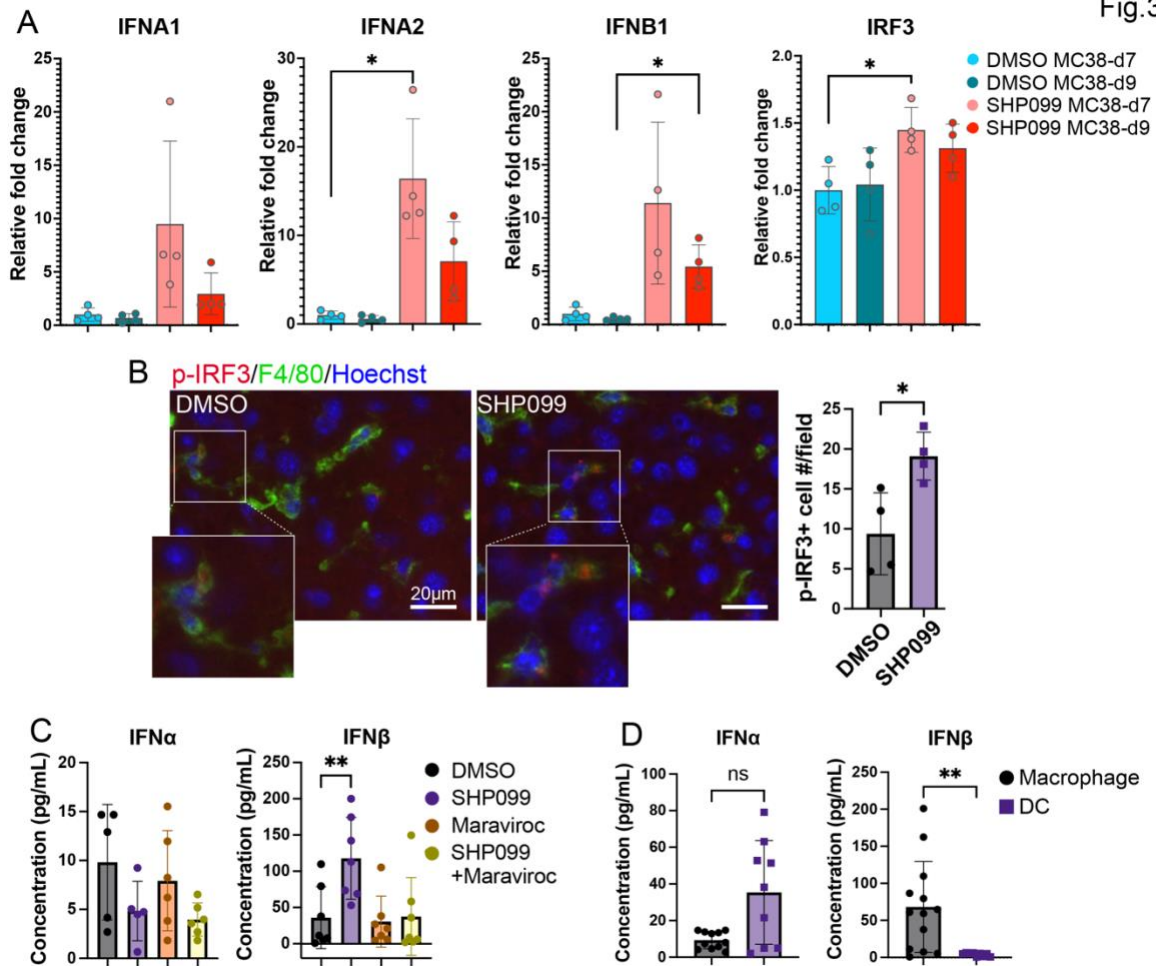 Fig.3
A
IFNA1
IFNA2
IFNB1
IRF3
Relative fold change
25
20
15
10
5
0
Relative fold change
30
20
10
0
*
Relative fold change
25
20
15
10
5
0
*
Relative fold change
2.0
1.5
1.0
0.5
0.0
*
DMSO MC38-d7
DMSO MC38-d9
SHP099 MC38-d7
SHP099 MC38-d9
B
p-IRF3/F4/80/Hoechst
DMSO
SHP099
20μm
p-IRF3+ cell #/field
25
20
15
10
5
0
*
DMSO
SHP099
C
IFNα
Concentration (pg/mL)
20
15
10
5
0
IFNβ
Concentration (pg/mL)
250
200
150
100
50
0
**
DMSO
SHP099
Maraviroc
SHP099
+Maraviroc
D
IFNα
Concentration (pg/mL)
100
80
60
40
20
0
ns
IFNβ
Concentration (pg/mL)
250
200
150
100
50
0
**
Macrophage
DC